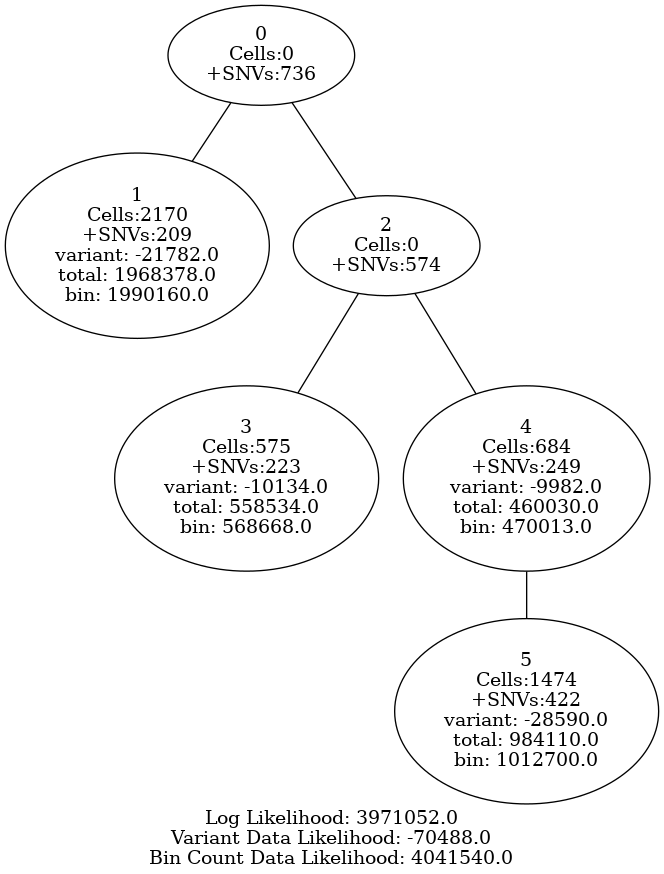 0
Cells:0
+SNVs:736
1
Cells:2170
+SNVs:209
variant: -21782.0
total: 1968378.0
bin: 1990160.0
2
Cells:0
+SNVs:574
3
Cells:575
+SNVs:223
variant: -10134.0
total: 558534.0
bin: 568668.0
4
Cells:684
+SNVs:249
variant: -9982.0
total: 460030.0
bin: 470013.0
5
Cells:1474
+SNVs:422
variant: -28590.0
total: 984110.0
bin: 1012700.0
Log Likelihood: 3971052.0
Variant Data Likelihood: -70488.0
Bin Count Data Likelihood: 4041540.0